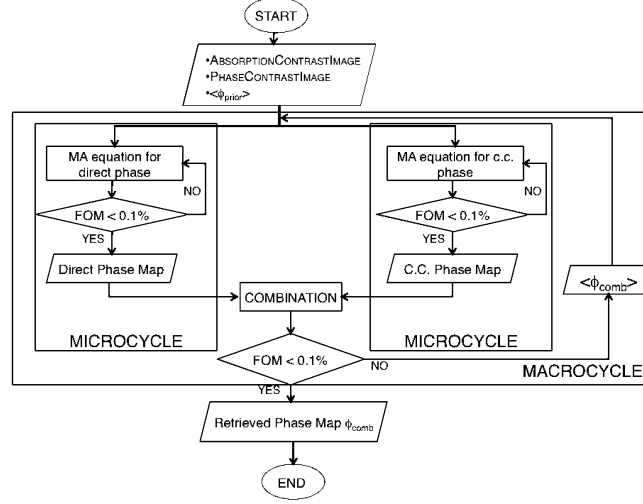 START
•ABSORPTIONCONTRASTIMAGE
•PHASECONTRASTIMAGE
•<ϕprior>
MA equation for
direct phase
NO
FOM < 0.1%
YES
Direct Phase Map
MICROCYCLE
MA equation for c.c.
phase
NO
FOM < 0.1%
YES
C.C. Phase Map
MICROCYCLE
<ϕcomb>
COMBINATION
FOM < 0.1%
NO
MACROCYCLE
YES
Retrieved Phase Map ϕcomb
END